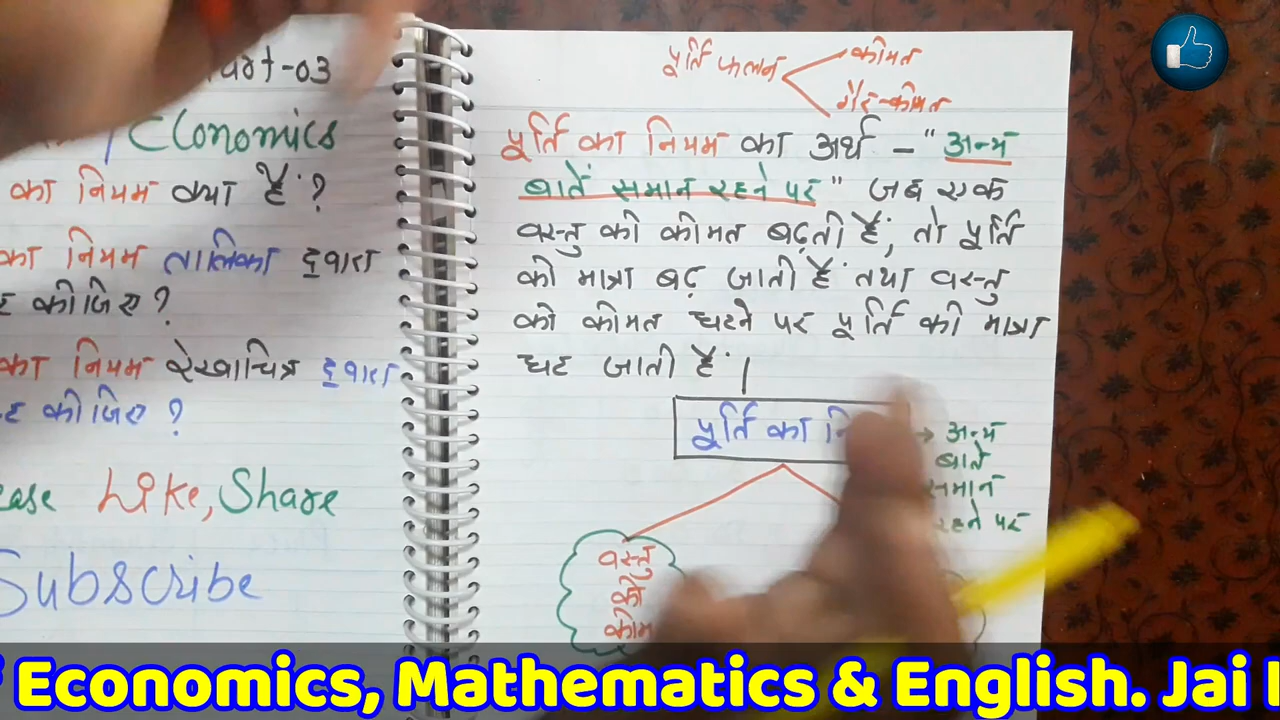 art-03
Economics
का नियम क्या है?
का नियम तालिका द्वारा
कीजिए?
का नियम रेखाचित्र द्वारा
कीजिए?
ease Like, Share
Subscribe
पूर्ति फलन
कीमत
गैर-कीमत
पूर्ति का नियम का अर्थ – "अन्य
बातें समान रहने पर" जब एक
वस्तु की कीमत बढ़ती हैं, तो पूर्ति
की मात्रा बढ़ जाती हैं तथा वस्तु
की कीमत घटने पर पूर्ति की मात्रा
घट जाती हैं।
पूर्ति का नि
→ अन्य
बातें
समान
रहने पर
वस्तु
की
कीम
Economics, Mathematics & English. Jai